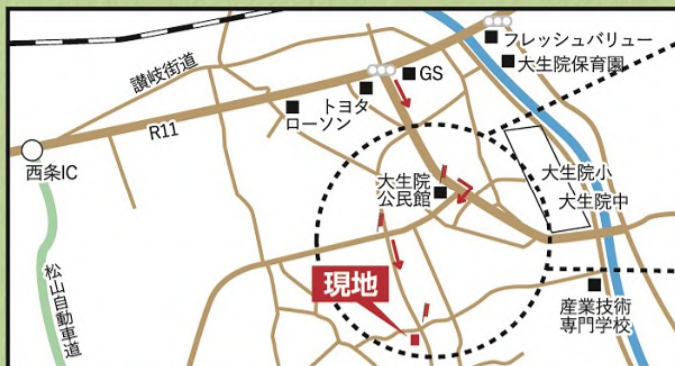 フレッシュバリュー
大生院保育園
讃岐街道
GS
トヨタ
ローソン
R11
西条IC
大生院
公民館
大生院小
大生院中
松山自動車道
現地
産業技術
専門学校